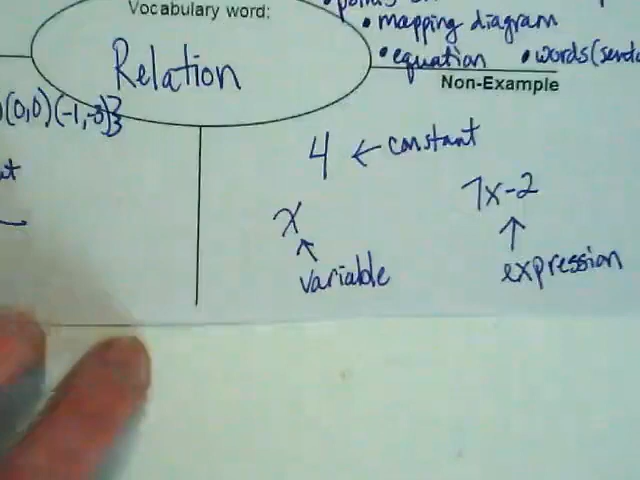 Vocabulary word:
Relation
• mapping diagram
• equation • words
Non-Example
(0,0)(-1,-3)}
4 ← constant
x
variable
7x-2
expression